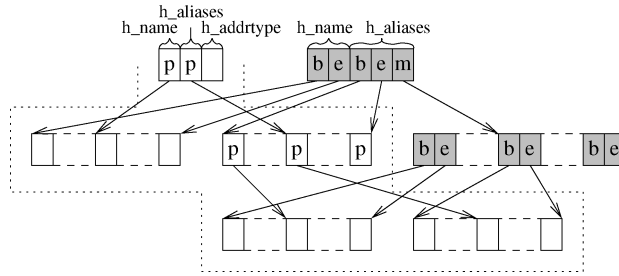 h_aliases
h_name h_addrtype h_name h_aliases
p p b e b e m
p p p b e b e b e